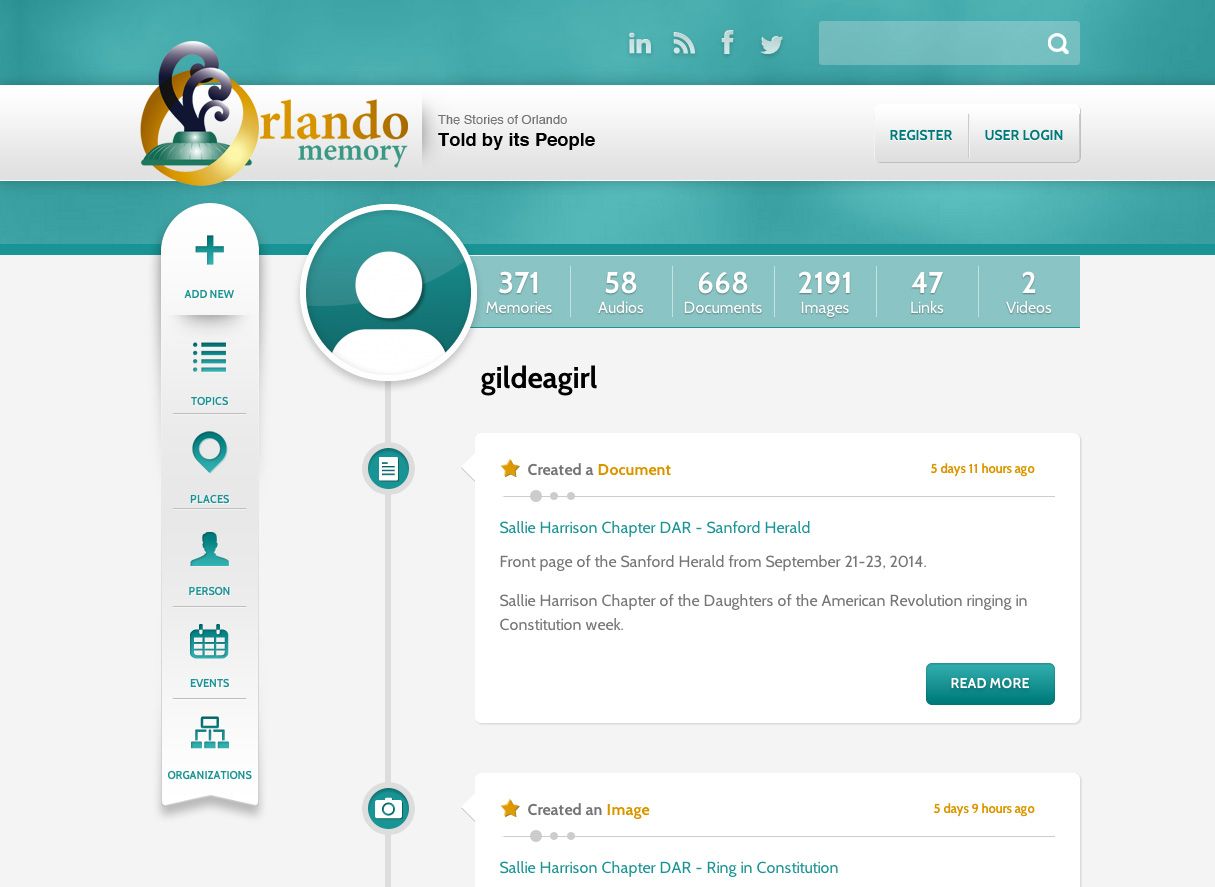 Orlando
memory
The Stories of Orlando
Told by its People
REGISTER
USER LOGIN
ADD NEW
TOPICS
PLACES
PERSON
EVENTS
ORGANIZATIONS
371
Memories
58
Audios
668
Documents
2191
Images
47
Links
2
Videos
gildeagirl
Created a Document
5 days 11 hours ago
Sallie Harrison Chapter DAR - Sanford Herald
Front page of the Sanford Herald from September 21-23, 2014.
Sallie Harrison Chapter of the Daughters of the American Revolution ringing in
Constitution week.
READ MORE
Created an Image
5 days 9 hours ago
Sallie Harrison Chapter DAR - Ring in Constitution